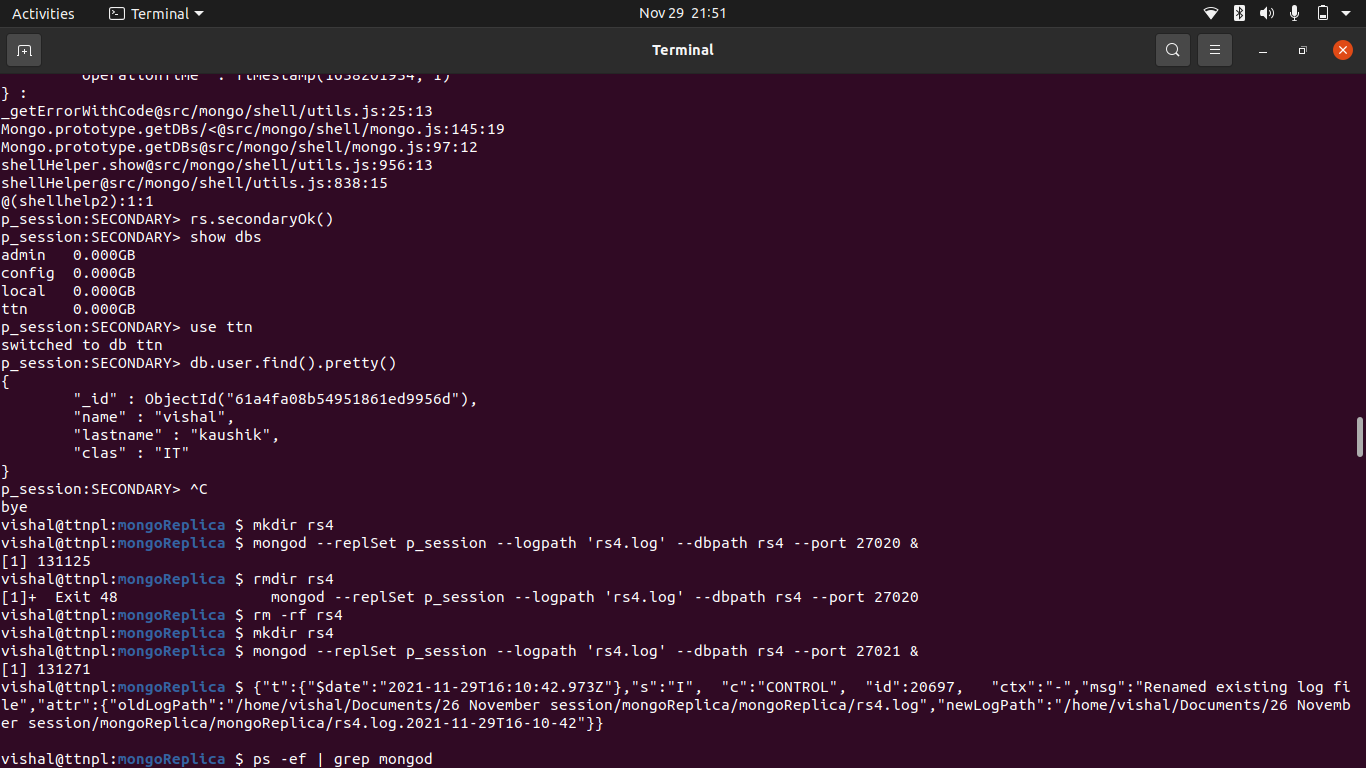 Activities Terminal Nov 29 21:51
Terminal
"operationTime" : Timestamp(1638201934, 1)
} :
_getErrorWithCode@src/mongo/shell/utils.js:25:13
Mongo.prototype.getDBs/<@src/mongo/shell/mongo.js:145:19
Mongo.prototype.getDBs@src/mongo/shell/mongo.js:97:12
shellHelper.show@src/mongo/shell/utils.js:956:13
shellHelper@src/mongo/shell/utils.js:838:15
@(shellhelp2):1:1
p_session:SECONDARY> rs.secondaryOk()
p_session:SECONDARY> show dbs
admin   0.000GB
config  0.000GB
local   0.000GB
ttn     0.000GB
p_session:SECONDARY> use ttn
switched to db ttn
p_session:SECONDARY> db.user.find().pretty()
{
        "_id" : ObjectId("61a4fa08b54951861ed9956d"),
        "name" : "vishal",
        "lastname" : "kaushik",
        "clas" : "IT"
}
p_session:SECONDARY> ^C
bye
vishal@ttnpl:mongoReplica $ mkdir rs4
vishal@ttnpl:mongoReplica $ mongod --replSet p_session --logpath 'rs4.log' --dbpath rs4 --port 27020 &
[1] 131125
vishal@ttnpl:mongoReplica $ rmdir rs4
[1]+  Exit 48                 mongod --replSet p_session --logpath 'rs4.log' --dbpath rs4 --port 27020
vishal@ttnpl:mongoReplica $ rm -rf rs4
vishal@ttnpl:mongoReplica $ mkdir rs4
vishal@ttnpl:mongoReplica $ mongod --replSet p_session --logpath 'rs4.log' --dbpath rs4 --port 27021 &
[1] 131271
vishal@ttnpl:mongoReplica $ {"t":{"$date":"2021-11-29T16:10:42.973Z"},"s":"I",  "c":"CONTROL",  "id":20697,   "ctx":"-","msg":"Renamed existing log fi
le","attr":{"oldLogPath":"/home/vishal/Documents/26 November session/mongoReplica/mongoReplica/rs4.log","newLogPath":"/home/vishal/Documents/26 Novemb
er session/mongoReplica/mongoReplica/rs4.log.2021-11-29T16-10-42"}}
vishal@ttnpl:mongoReplica $ ps -ef | grep mongod